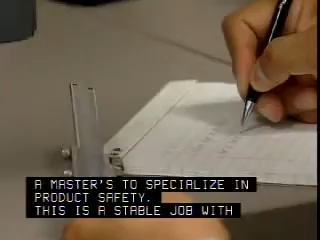 A MASTER'S TO SPECIALIZE IN
PRODUCT SAFETY.
THIS IS A STABLE JOB WITH